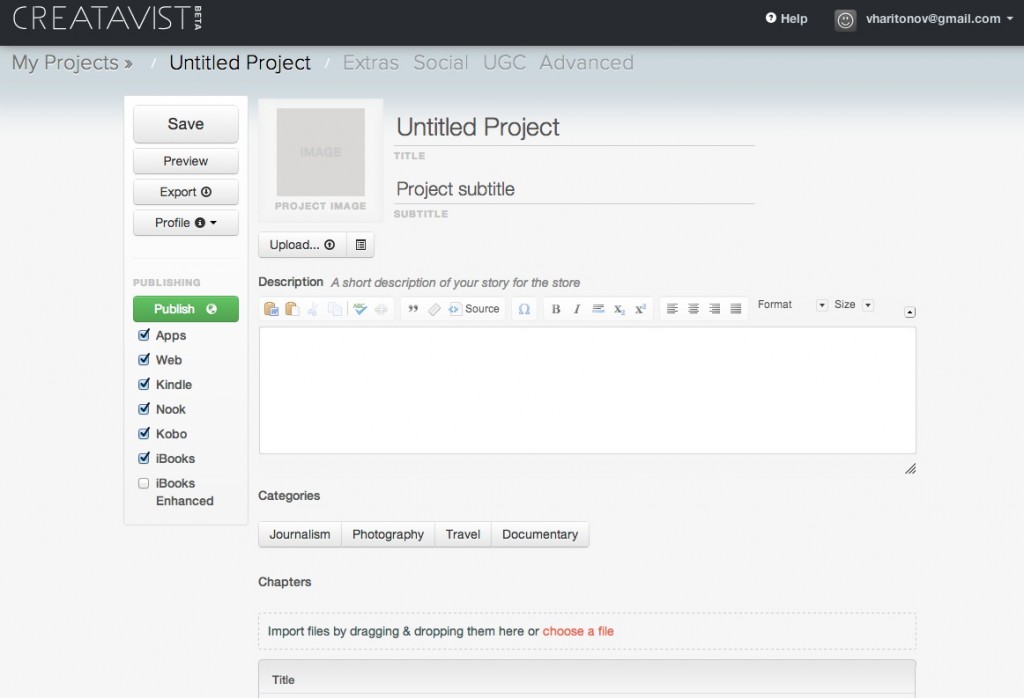 CREATAVIST BETA
Help
vharitonov@gmail.com
My Projects » / Untitled Project / Extras Social UGC Advanced
Save
Preview
Export
Profile
PUBLISHING
Publish
Apps
Web
Kindle
Nook
Kobo
iBooks
iBooks
Enhanced
IMAGE
PROJECT IMAGE
Upload...
Untitled Project
TITLE
Project subtitle
SUBTITLE
Description A short description of your story for the store
Source Ω B I x₂ x² Format Size
Categories
Journalism Photography Travel Documentary
Chapters
Import files by dragging & dropping them here or choose a file
Title